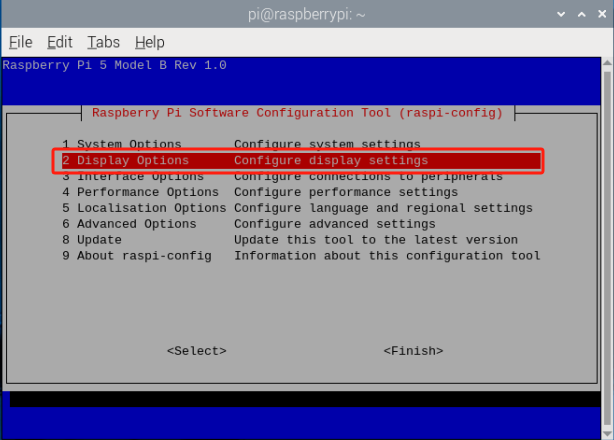 pi@raspberrypi: ~
File Edit Tabs Help
Raspberry Pi 5 Model B Rev 1.0
Raspberry Pi Software Configuration Tool (raspi-config)
1 System Options Configure system settings
2 Display Options Configure display settings
3 Interface Options Configure connections to peripherals
4 Performance Options Configure performance settings
5 Localisation Options Configure language and regional settings
6 Advanced Options Configure advanced settings
8 Update Update this tool to the latest version
9 About raspi-config Information about this configuration tool
<Select> <Finish>